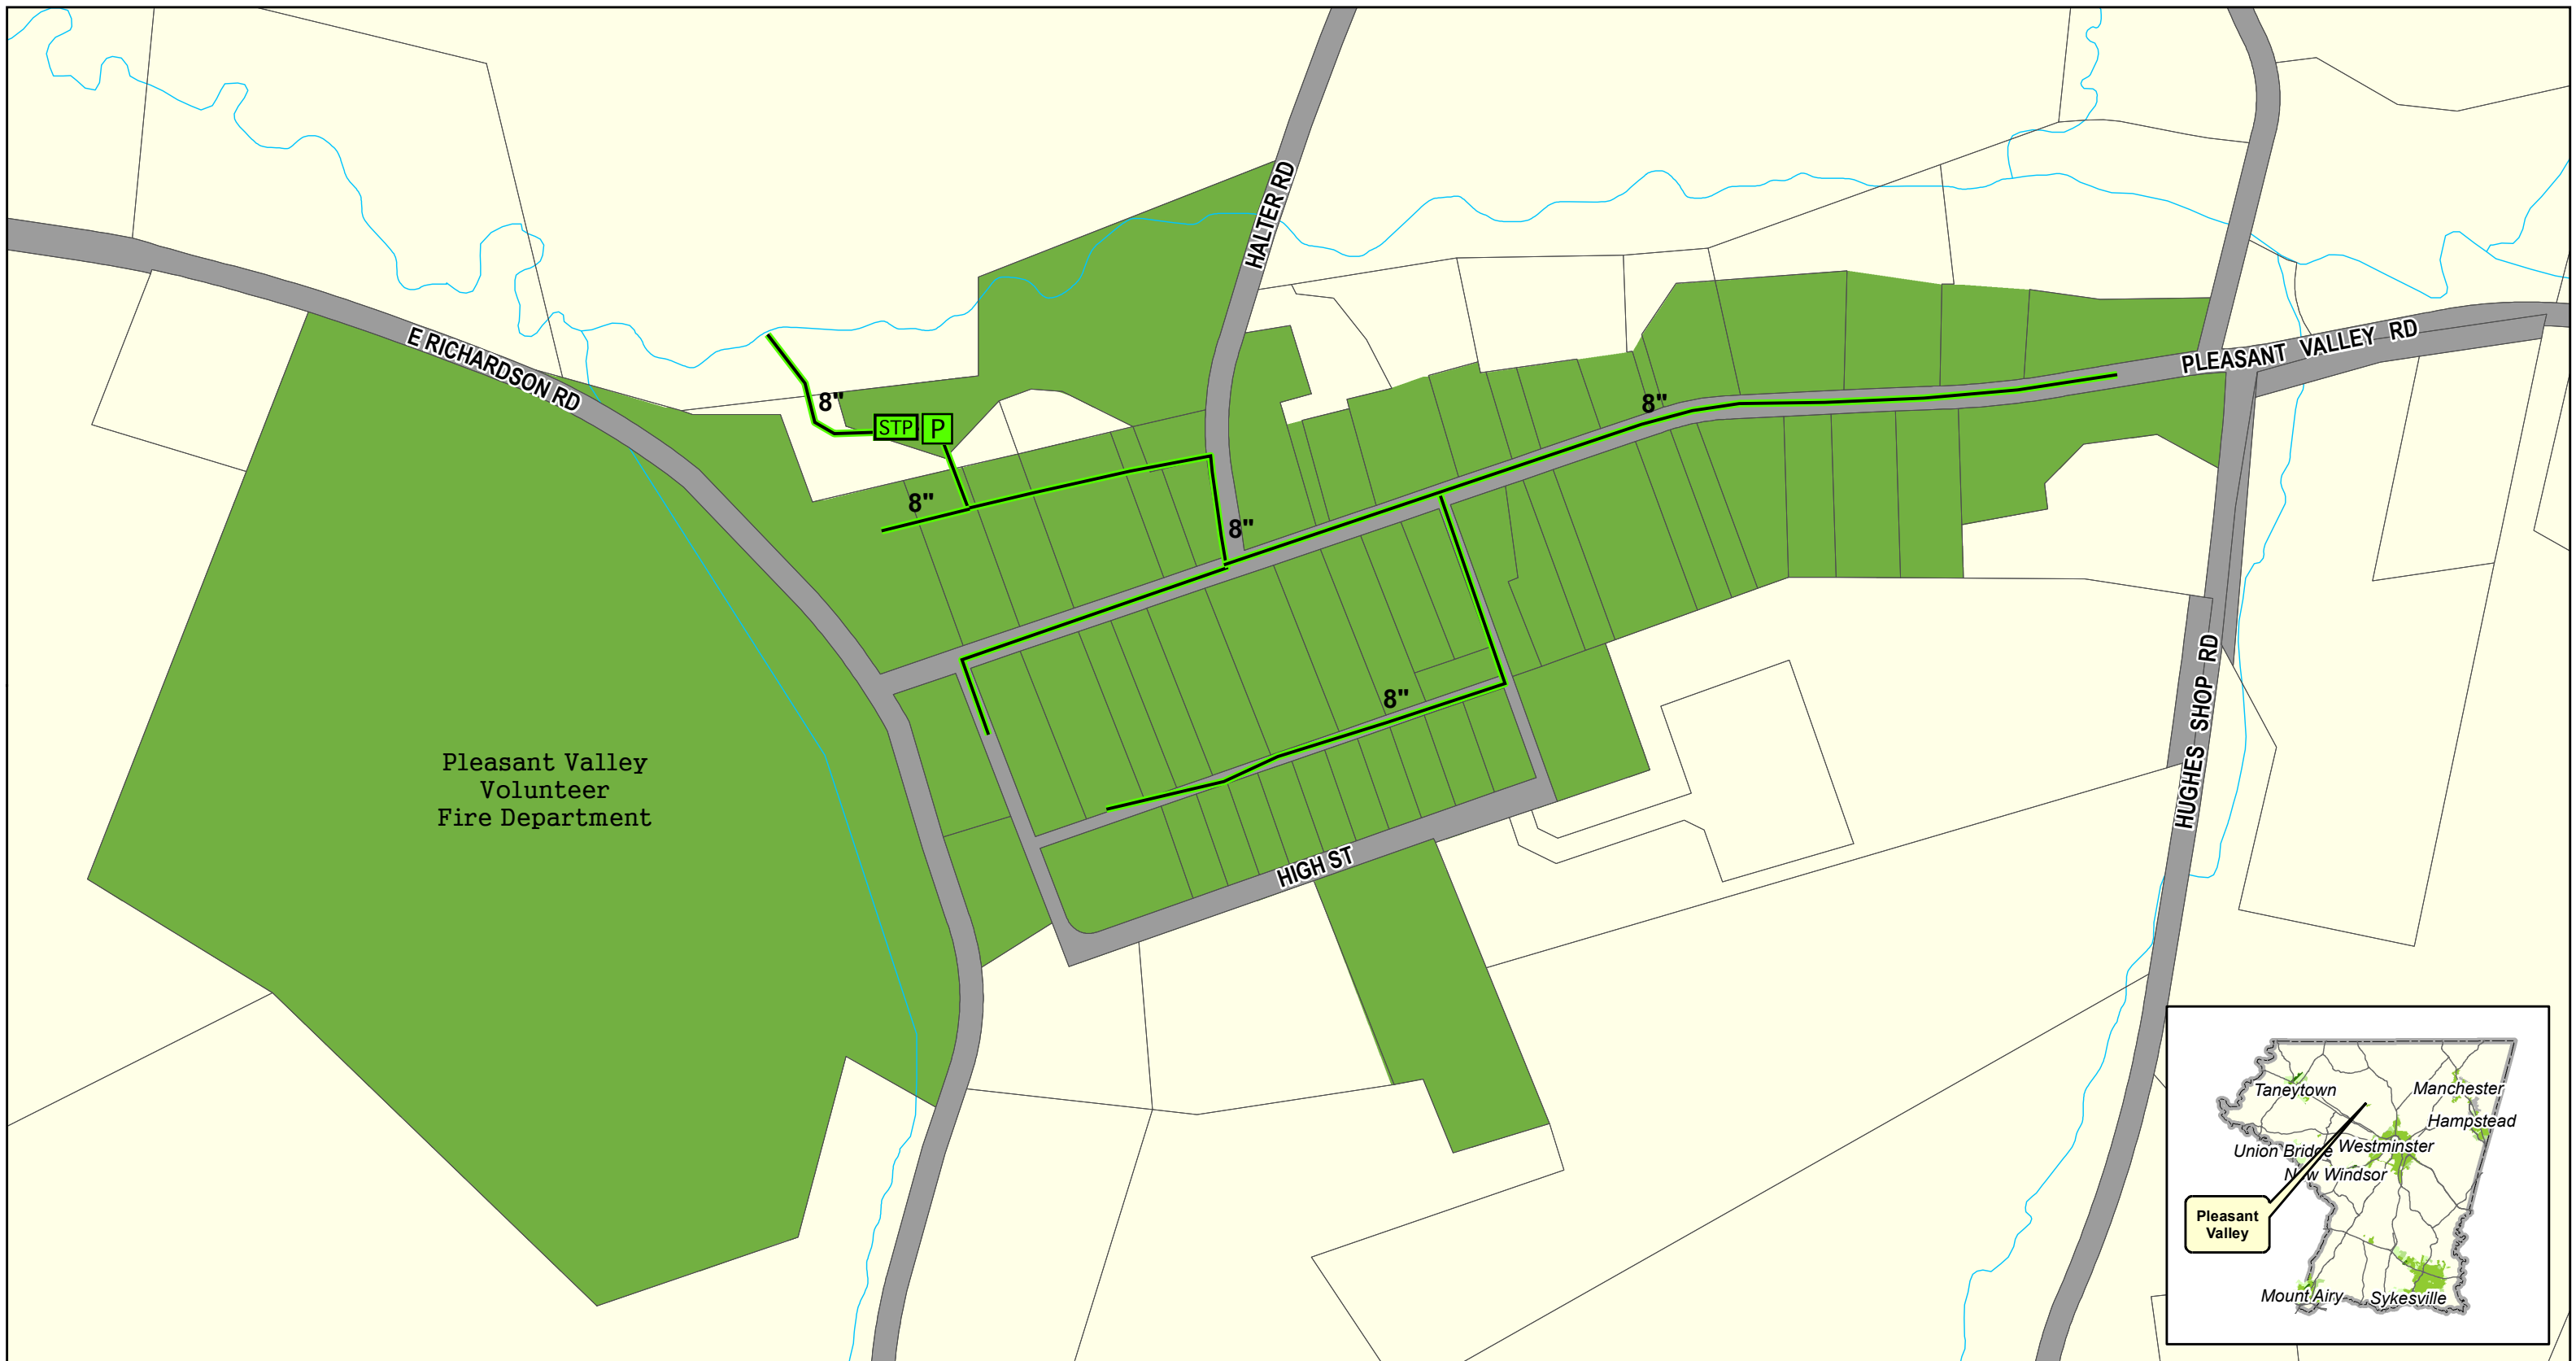 HALTER RD
E RICHARDSON RD
PLEASANT VALLEY RD
8"
STP P
8"
8"
8"
8"
HUGHES SHOP RD
Pleasant Valley
Volunteer
Fire Department
HIGH ST
Taneytown
Manchester
Hampstead
Union Bridge
Westminster
New Windsor
Pleasant
Valley
Mount Airy
Sykesville